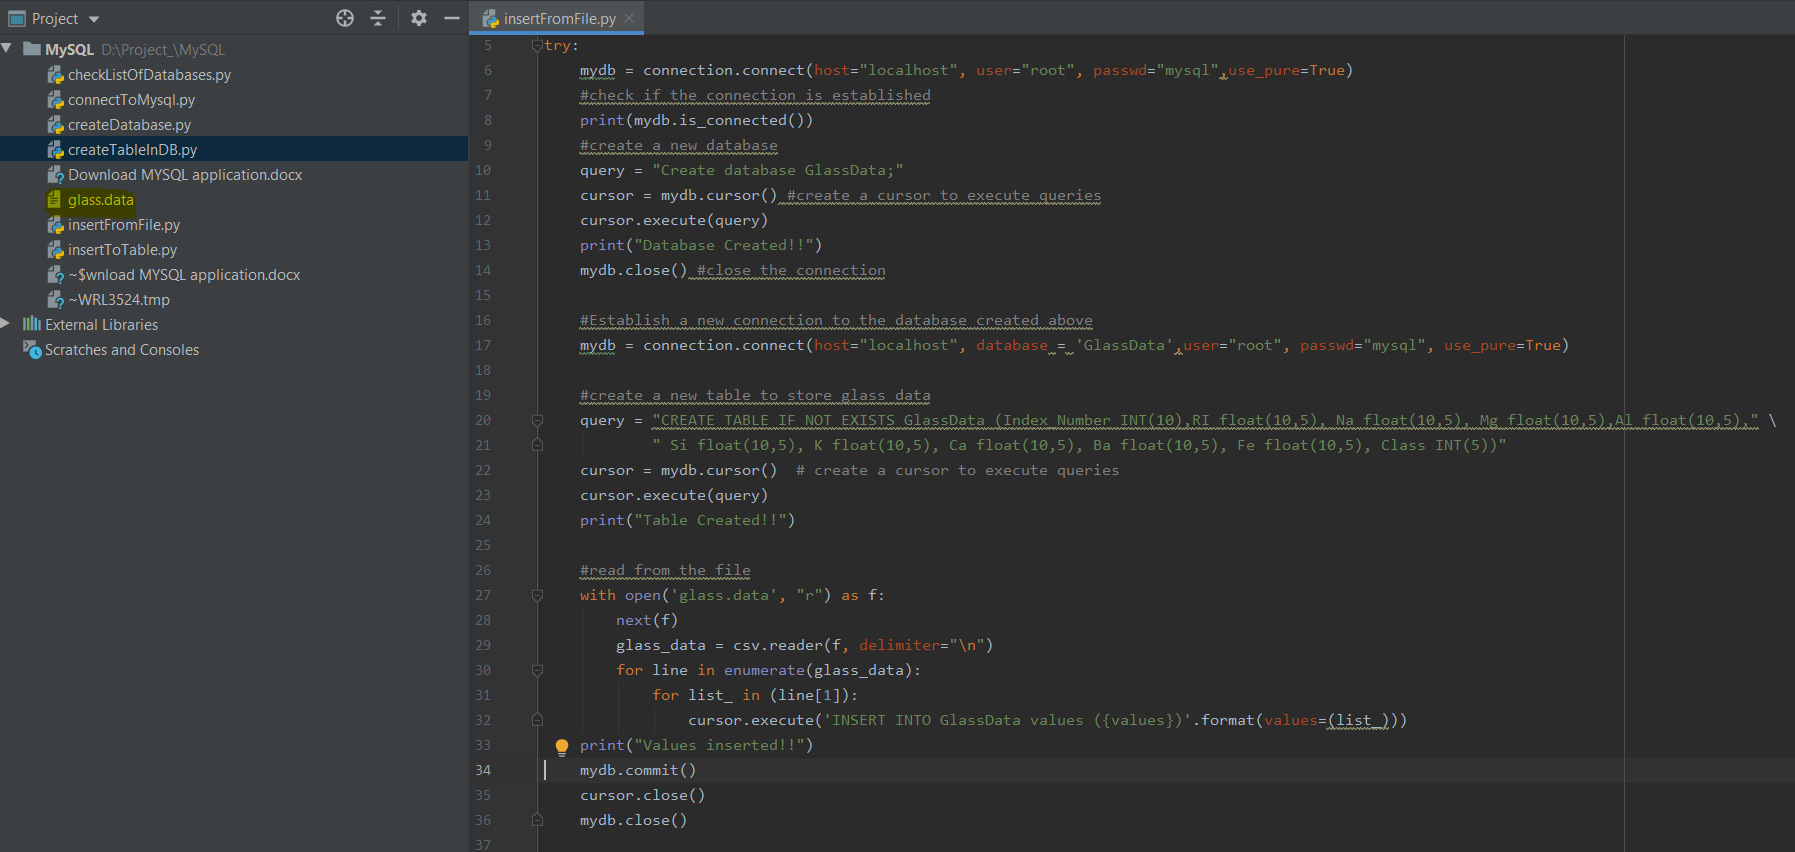 Project
insertFromFile.py
MySQL D:\Project_\MySQL
checkListOfDatabases.py
connectToMysql.py
createDatabase.py
createTableInDB.py
Download MYSQL application.docx
glass.data
insertFromFile.py
insertToTable.py
~$wnload MYSQL application.docx
~WRL3524.tmp
External Libraries
Scratches and Consoles
5 try:
6 mydb = connection.connect(host="localhost", user="root", passwd="mysql",use_pure=True)
7 #check if the connection is established
8 print(mydb.is_connected())
9 #create a new database
10 query = "Create database GlassData;"
11 cursor = mydb.cursor() #create a cursor to execute queries
12 cursor.execute(query)
13 print("Database Created!!")
14 mydb.close() #close the connection
15
16 #Establish a new connection to the database created above
17 mydb = connection.connect(host="localhost", database = 'GlassData',user="root", passwd="mysql", use_pure=True)
18
19 #create a new table to store glass data
20 query = "CREATE TABLE IF NOT EXISTS GlassData (Index_Number INT(10),RI float(10,5), Na float(10,5), Mg float(10,5),Al float(10,5)," \
21 " Si float(10,5), K float(10,5), Ca float(10,5), Ba float(10,5), Fe float(10,5), Class INT(5))"
22 cursor = mydb.cursor()  # create a cursor to execute queries
23 cursor.execute(query)
24 print("Table Created!!")
25
26 #read from the file
27 with open('glass.data', "r") as f:
28 next(f)
29 glass_data = csv.reader(f, delimiter="\n")
30 for line in enumerate(glass_data):
31 for list_ in (line[1]):
32 cursor.execute('INSERT INTO GlassData values ({values})'.format(values=(list_)))
33 print("Values inserted!!")
34 mydb.commit()
35 cursor.close()
36 mydb.close()
37